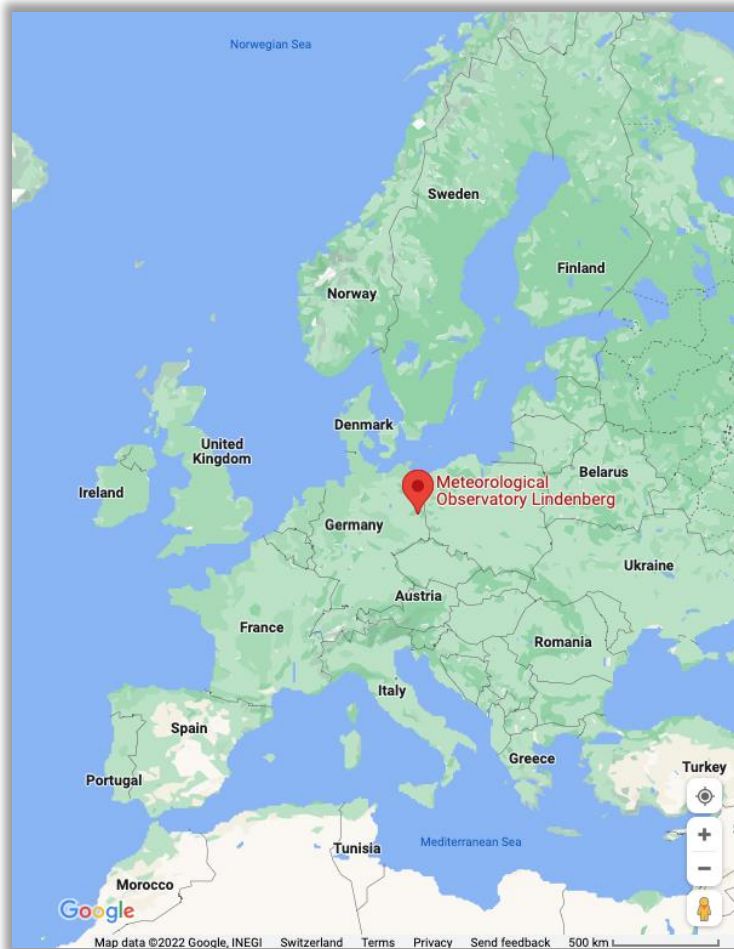 Norwegian Sea
Sweden
Finland
Norway
Denmark
United
Kingdom
Ireland
Meteorological
Observatory Lindenberg
Belarus
Germany
Ukraine
Austria
France
Romania
Italy
Spain
Greece
Portugal
Turkey
Mediterranean Sea
Tunisia
Morocco
Google
Map data ©2022 Google, INEGI Switzerland Terms Privacy Send feedback 500 km